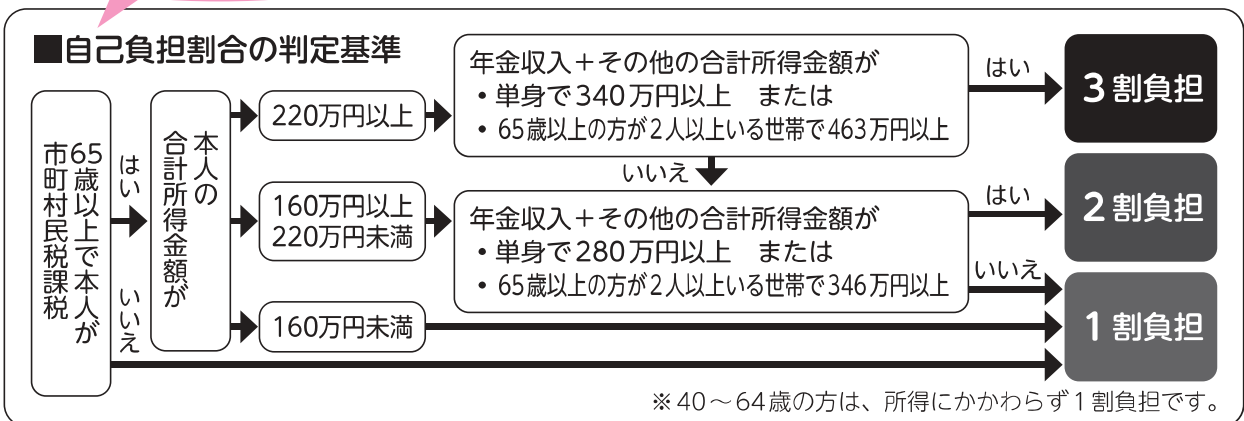 ■自己負担割合の判定基準
65歳以上で本人が
市町村民税課税
はい
いいえ
本人の
合計所得金額が
220万円以上
160万円以上
220万円未満
160万円未満
年金収入＋その他の合計所得金額が
・単身で340万円以上　または
・65歳以上の方が2人以上いる世帯で463万円以上
はい
いいえ
年金収入＋その他の合計所得金額が
・単身で280万円以上　または
・65歳以上の方が2人以上いる世帯で346万円以上
はい
いいえ
3割負担
2割負担
1割負担
※40～64歳の方は、所得にかかわらず1割負担です。